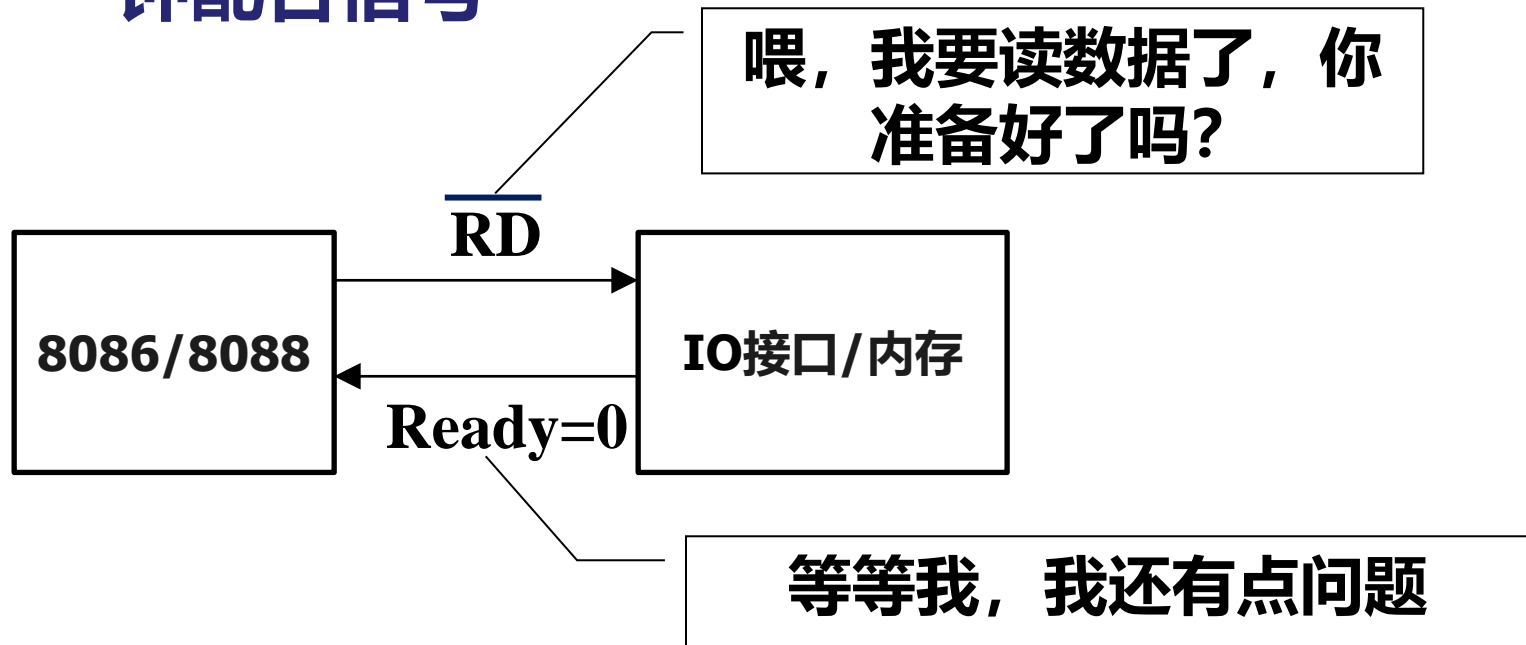 喂，我要读数据了，你
准备好了吗？
RD
8086/8088
IO接口/内存
Ready=0
等等我，我还有点问题